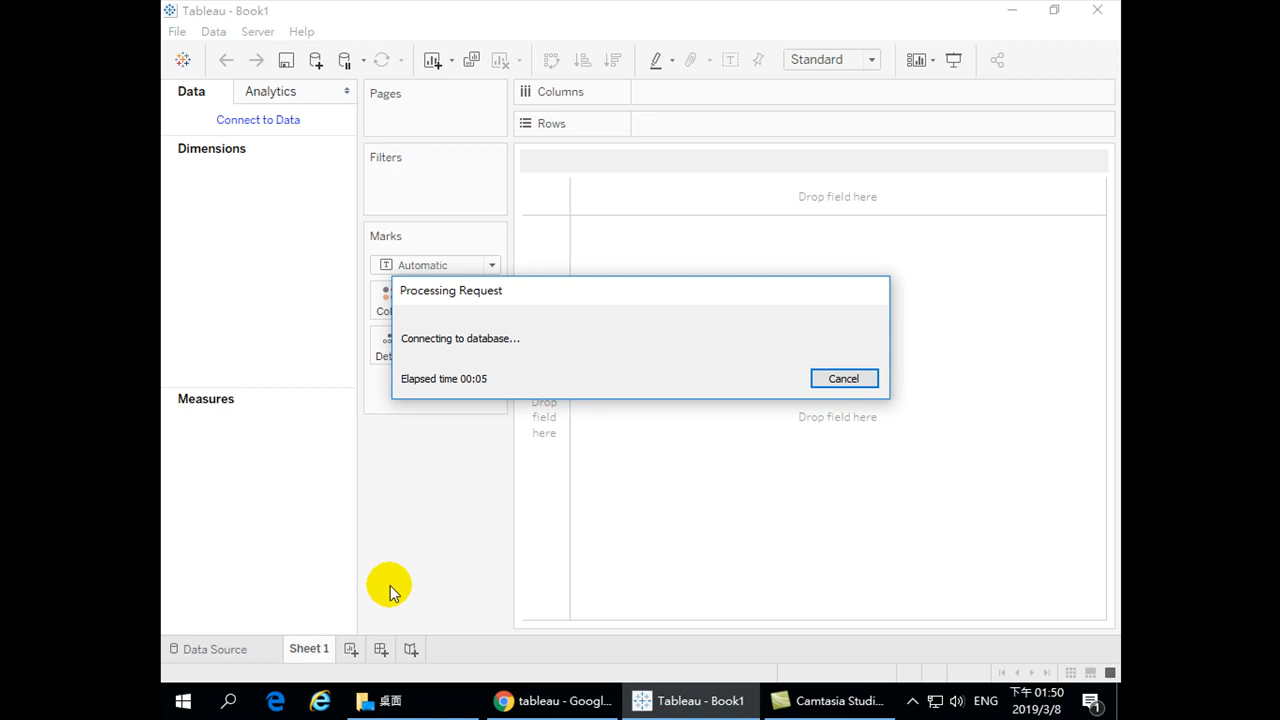 Tableau - Book1
File Data Server Help
Standard
Data Analytics
Connect to Data
Dimensions
Measures
Pages
Filters
Marks
Automatic
Col
Det
Columns
Rows
Drop field here
Processing Request
Connecting to database...
Elapsed time 00:05
Cancel
Drop
field
here
Drop field here
Data Source Sheet 1
桌面
tableau - Googl...
Tableau - Book1
Camtasia Studi...
ENG
下午 01:50
2019/3/8
1